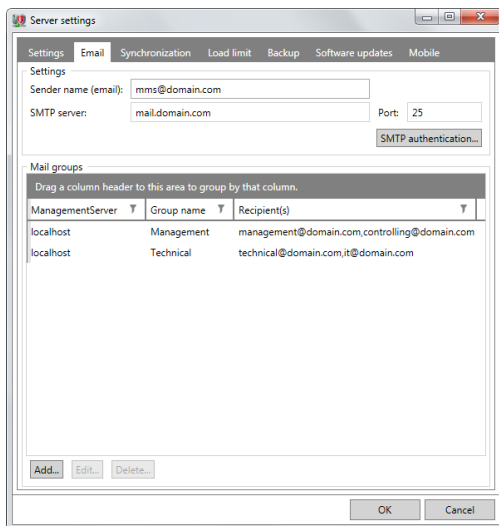 Server settings
Settings Email Synchronization Load limit Backup Software updates Mobile
Settings
Sender name (email): mms@domain.com
SMTP server: mail.domain.com Port: 25
SMTP authentication...
Mail groups
Drag a column header to this area to group by that column.
ManagementServer Group name Recipient(s)
localhost Management management@domain.com,controlling@domain.com
localhost Technical technical@domain.com,it@domain.com
Add... Edit... Delete...
OK Cancel